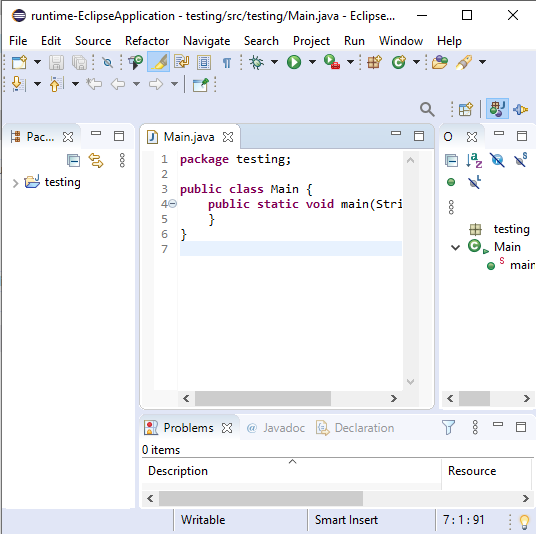 runtime-EclipseApplication - testing/src/testing/Main.java - Eclipse...
File Edit Source Refactor Navigate Search Project Run Window Help
Pac... Main.java O
testing
1 package testing;
2
3 public class Main {
4 public static void main(Stri
5 }
6 }
7
testing
Main
main
Problems @ Javadoc Declaration
0 items
Description Resource
Writable Smart Insert 7 : 1 : 91